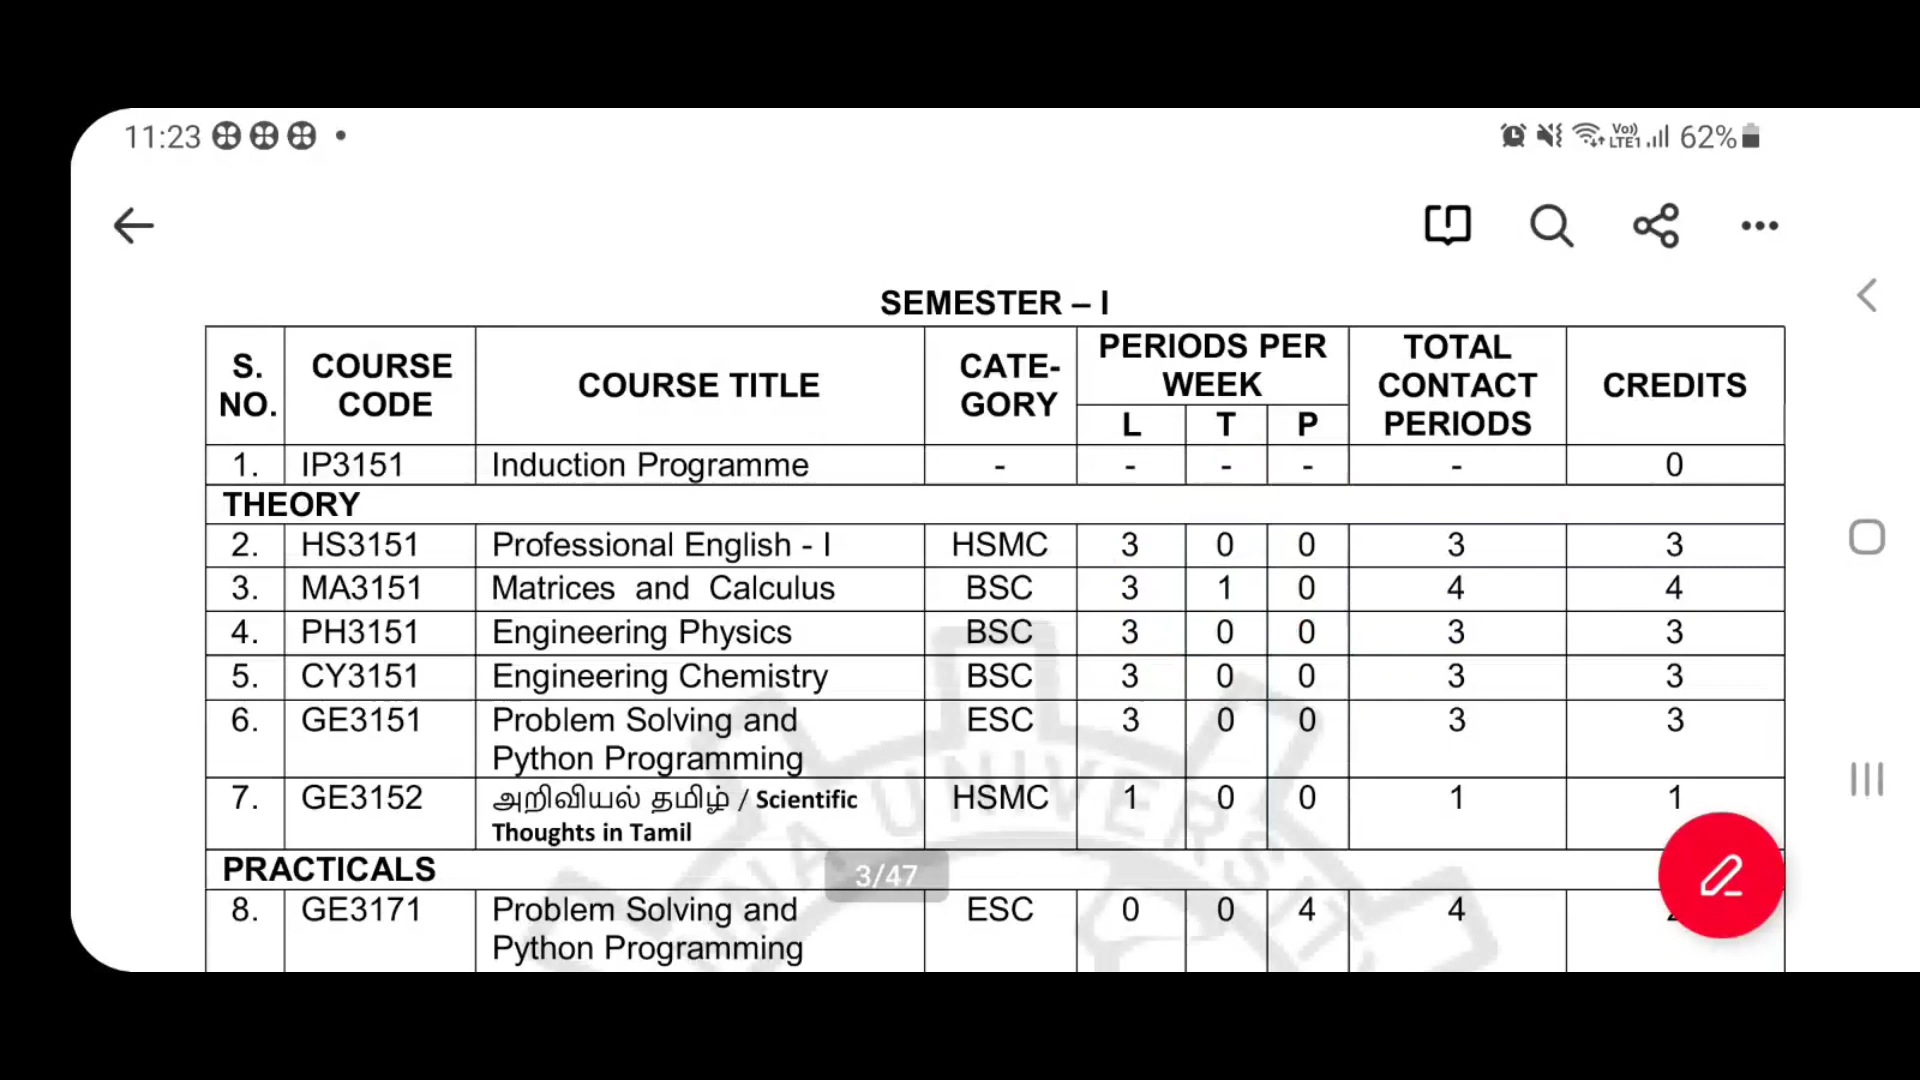 11:23 62%
SEMESTER – I
S. NO. COURSE CODE COURSE TITLE CATE-GORY PERIODS PER WEEK TOTAL CONTACT PERIODS CREDITS
L T P
1. IP3151 Induction Programme - - - - - 0
THEORY
2. HS3151 Professional English - I HSMC 3 0 0 3 3
3. MA3151 Matrices and Calculus BSC 3 1 0 4 4
4. PH3151 Engineering Physics BSC 3 0 0 3 3
5. CY3151 Engineering Chemistry BSC 3 0 0 3 3
6. GE3151 Problem Solving and ESC 3 0 0 3 3
Python Programming
7. GE3152 அறிவியல் தமிழ் / Scientific HSMC 1 0 0 1 1
Thoughts in Tamil
PRACTICALS
3/47
8. GE3171 Problem Solving and ESC 0 0 4 4
Python Programming